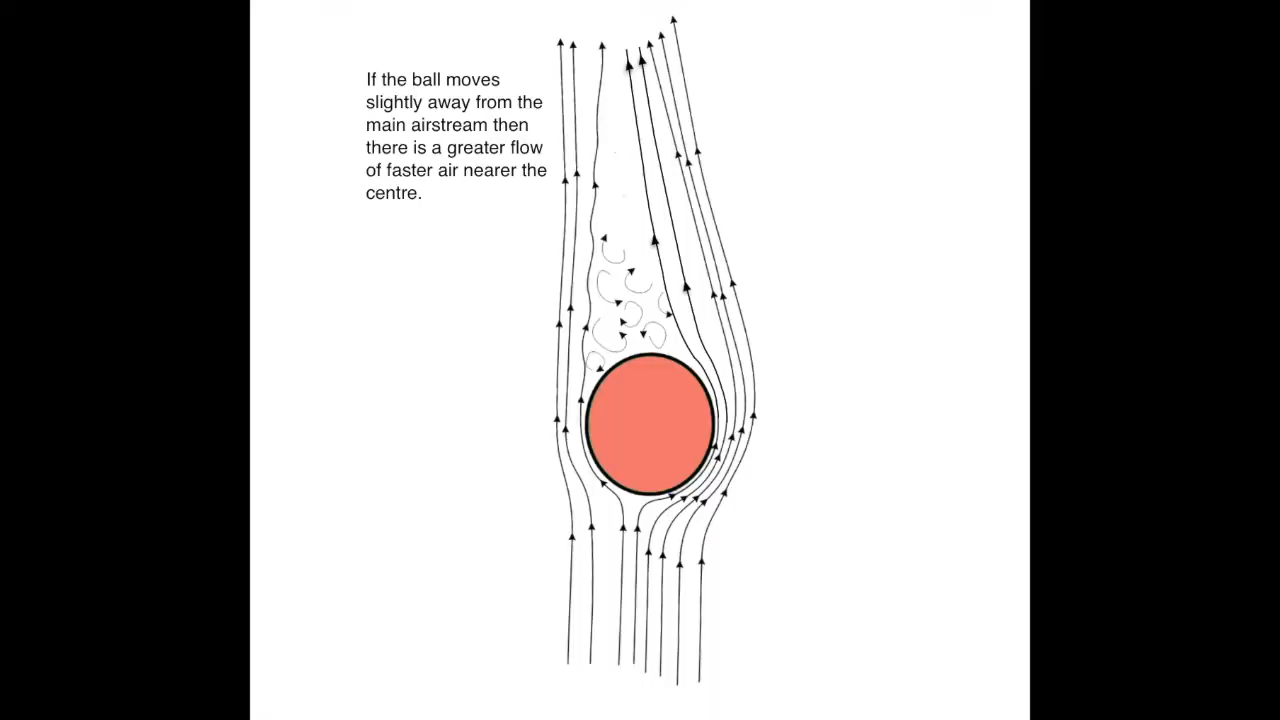 If the ball moves
slightly away from the
main airstream then
there is a greater flow
of faster air nearer the
centre.